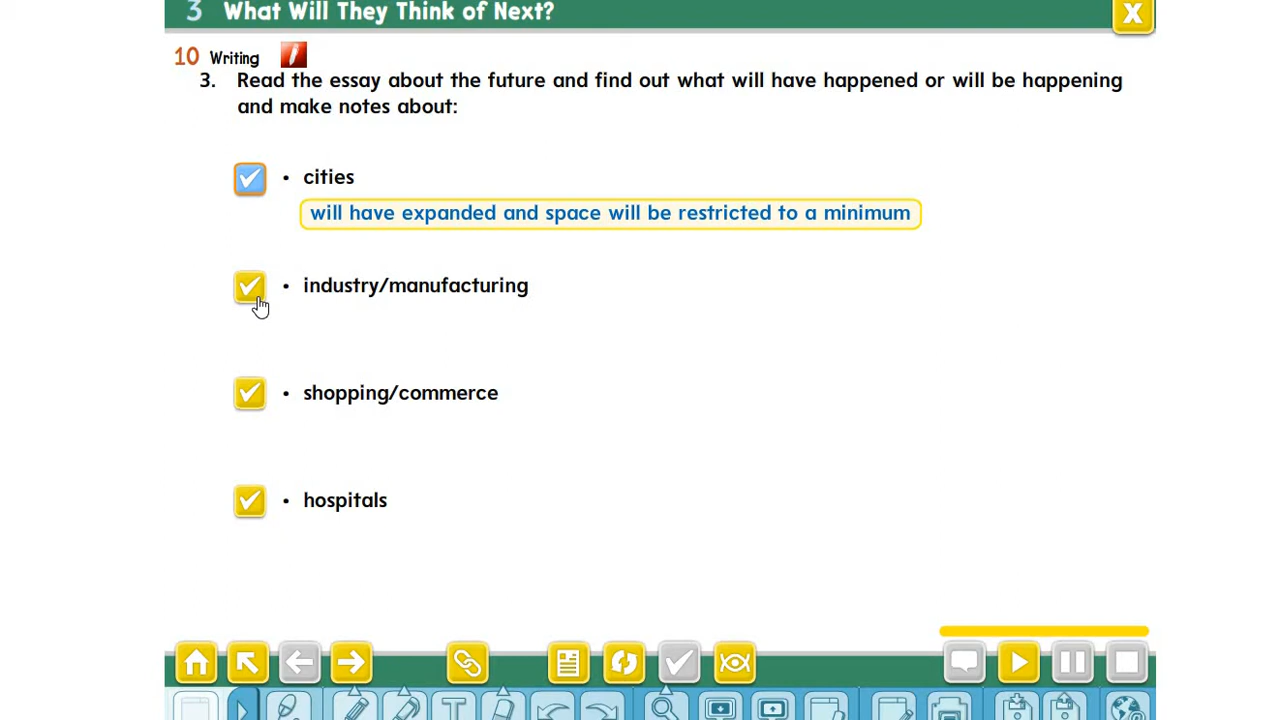 3 What Will They Think of Next?
X
10 Writing
3. Read the essay about the future and find out what will have happened or will be happening
and make notes about:
• cities
will have expanded and space will be restricted to a minimum
• industry/manufacturing
• shopping/commerce
• hospitals
T